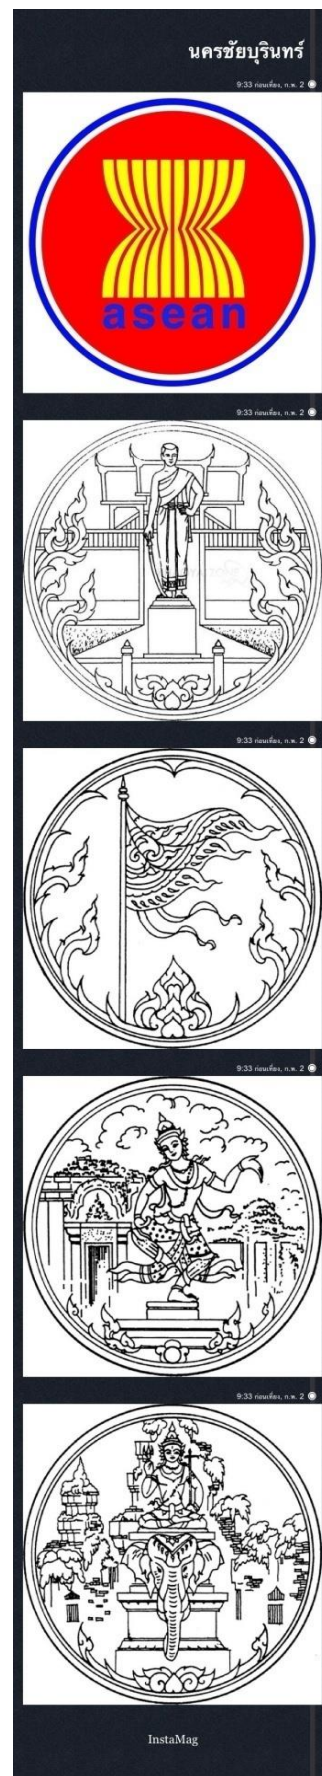 นครชัยบุรินทร์
9:33 ก่อนเที่ยง, ก.พ. 2
asean
9:33 ก่อนเที่ยง, ก.พ. 2
9:33 ก่อนเที่ยง, ก.พ. 2
9:33 ก่อนเที่ยง, ก.พ. 2
9:33 ก่อนเที่ยง, ก.พ. 2
InstaMag